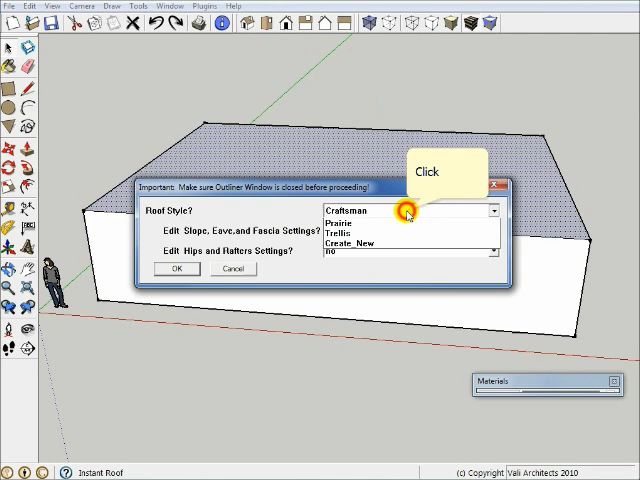 File Edit View Camera Draw Tools Window Plugins Help
Click
Important: Make sure Outliner Window is closed before proceeding!
Roof Style? Craftsman
Prairie
Edit Slope, Eave,and Fascia Settings? Trellis
Create_New
Edit Hips and Rafters Settings? no
OK Cancel
Materials
Instant Roof (c) Copyright Vali Architects 2010